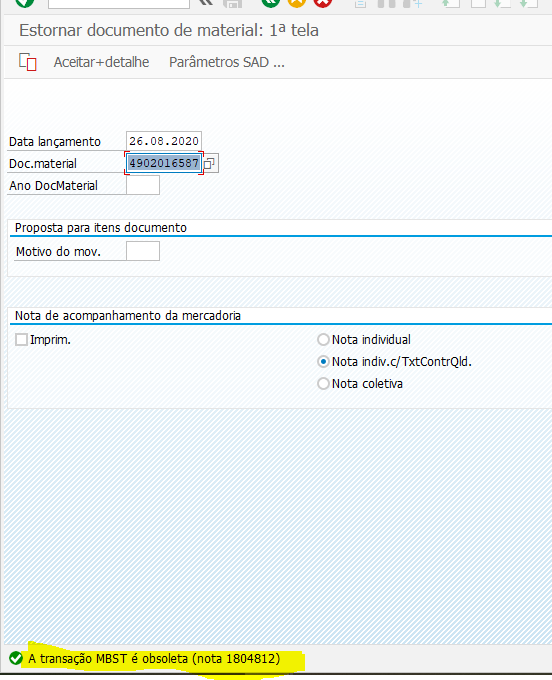 Estornar documento de material: 1ª tela
Aceitar+detalhe Parâmetros SAD ...
Data lançamento 26.08.2020
Doc.material 4902016587
Ano DocMaterial
Proposta para itens documento
Motivo do mov.
Nota de acompanhamento da mercadoria
Imprim. Nota individual
Nota indiv.c/TxtContrQld.
Nota coletiva
A transação MBST é obsoleta (nota 1804812)